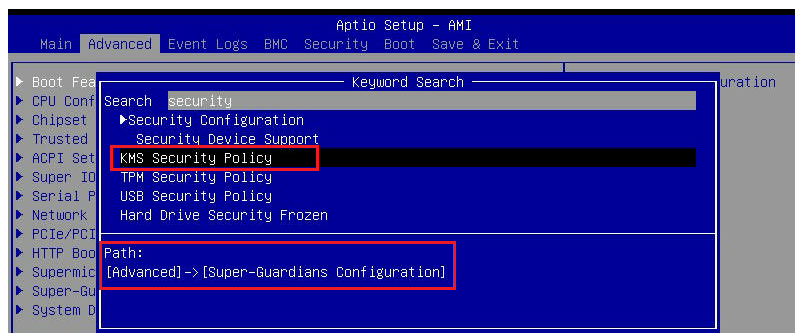 Aptio Setup – AMI
Main Advanced Event Logs BMC Security Boot Save & Exit
Keyword Search
Boot Fea
uration
CPU Conf
Search security
Chipset
Security Configuration
Trusted
Security Device Support
ACPI Set
KMS Security Policy
Super IO
TPM Security Policy
Serial P
USB Security Policy
Network
Hard Drive Security Frozen
PCIe/PCI
HTTP Boo
Path:
Supermic
[Advanced]->[Super-Guardians Configuration]
Super-Gu
System D